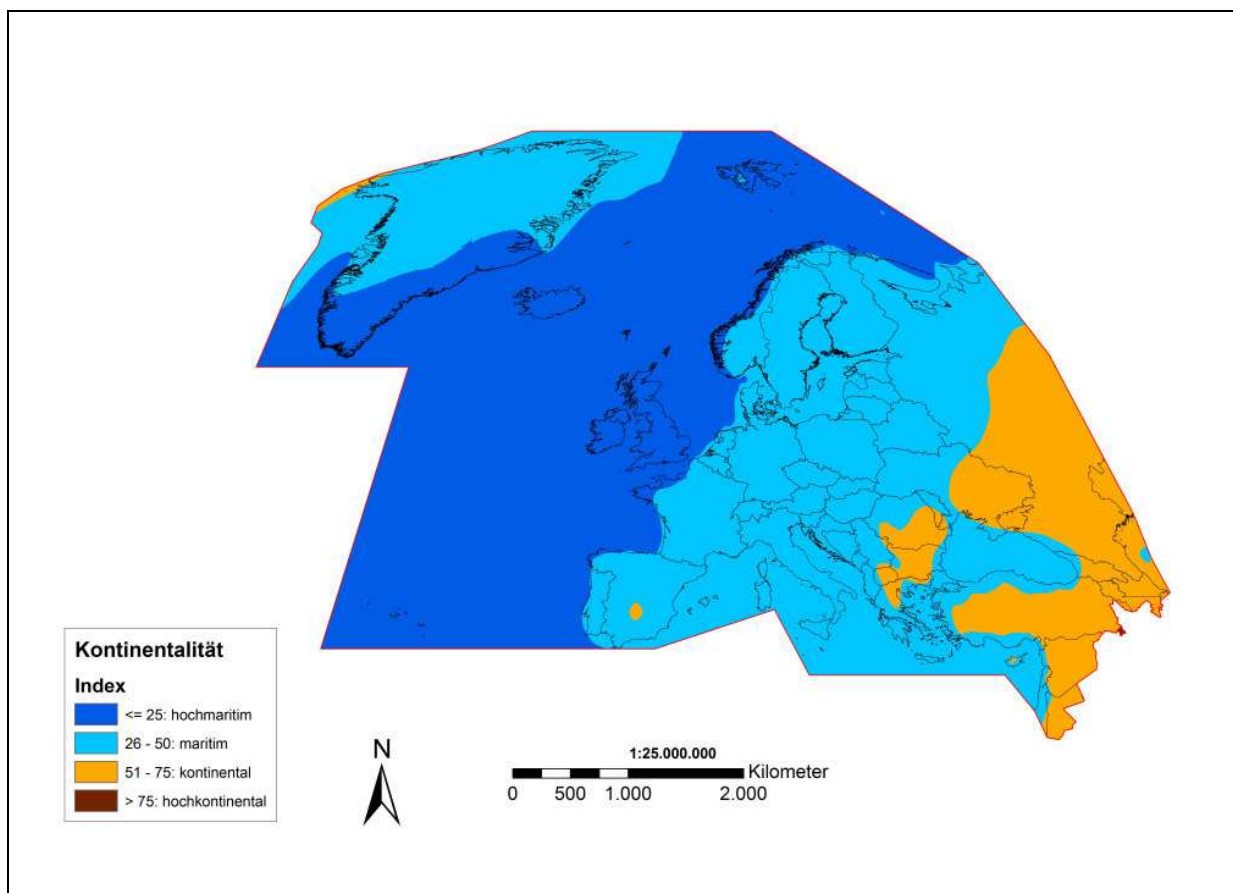 Kontinentalität
Index
<= 25: hochmaritim
26 - 50: maritim
51 - 75: kontinental
> 75: hochkontinental
N
1:25.000.000
Kilometer
0 500 1.000 2.000